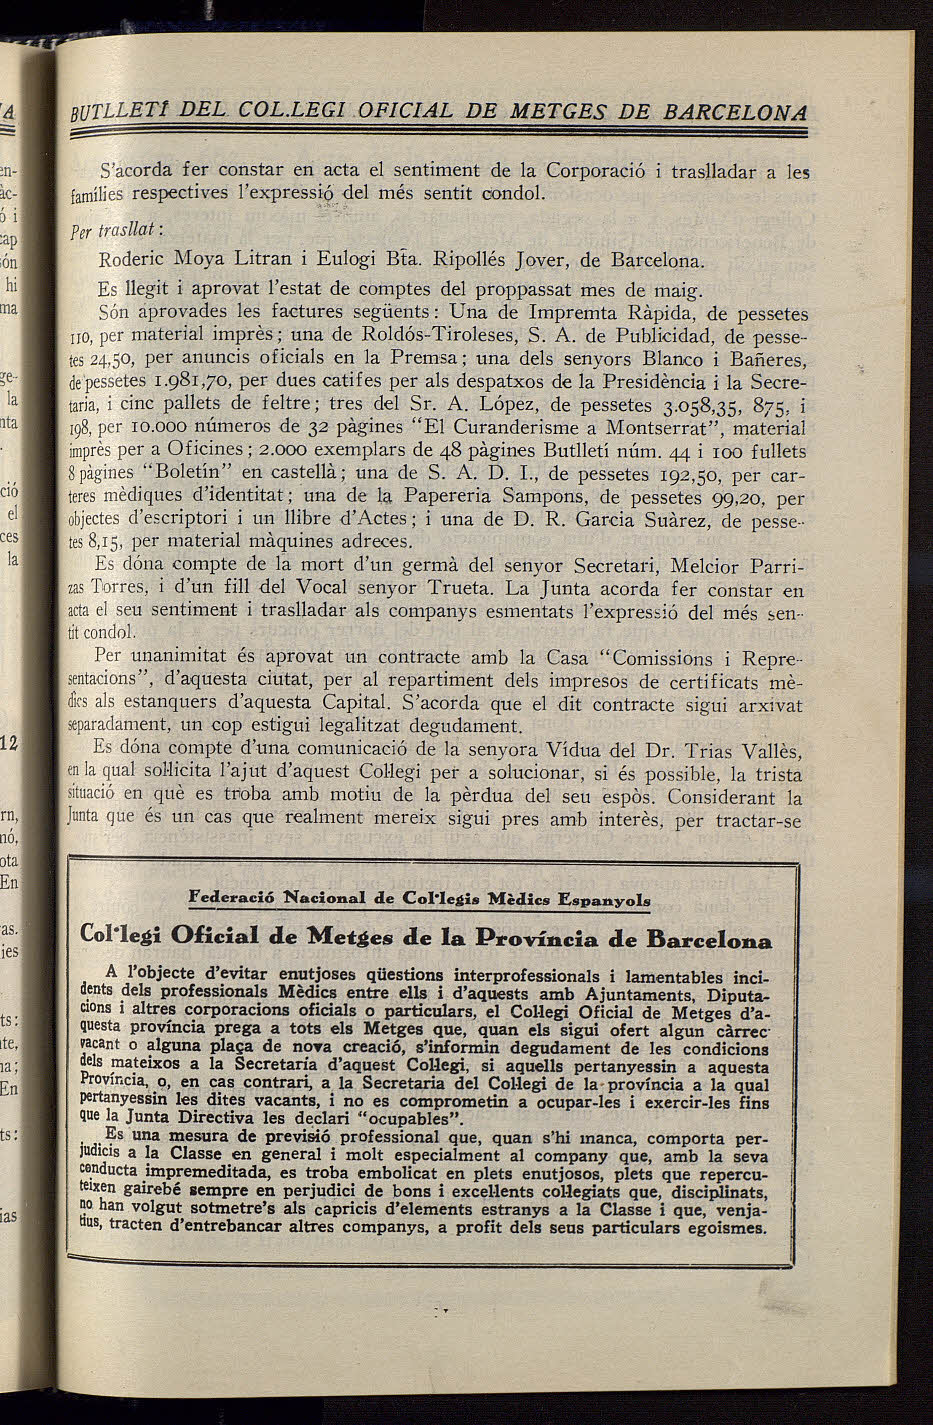 BUTLLETÍ DEL COL.LEGI OFICIAL DE METGES DE BARCELONA
S'acorda fer constar en acta el sentiment de la Corporació i traslladar a les
famílies respectives l'expressió del més sentit condol.
Per trasllat:
Roderic Moya Litran i Eulogi Bta. Ripollés Jover, de Barcelona.
Es llegit i aprovat l'estat de comptes del proppassat mes de maig.
Són aprovades les factures següents: Una de Impremta Ràpida, de pessetes
110, per material imprès; una de Roldós-Tiroleses, S. A. de Publicidad, de pesse-
tes 24,50, per anuncis oficials en la Premsa; una dels senyors Blanco i Bañeres,
de pessetes 1.981,70, per dues catifes per als despatxos de la Presidència i la Secre-
taria, i cinc pallets de feltre; tres del Sr. A. López, de pessetes 3.058,35, 875, i
198, per 10.000 números de 32 pàgines "El Curanderisme a Montserrat", material
imprès per a Oficines; 2.000 exemplars de 48 pàgines Butlletí núm. 44 i 100 fullets
8 pàgines "Boletín" en castellà; una de S. A. D. I., de pessetes 192,50, per car-
teres mèdiques d'identitat; una de la Papereria Sampons, de pessetes 99,20, per
objectes d'escriptori i un llibre d'Actes; i una de D. R. Garcia Suàrez, de pesse-
tes 8,15, per material màquines adreces.
Es dóna compte de la mort d'un germà del senyor Secretari, Melcior Parri-
zas Torres, i d'un fill del Vocal senyor Trueta. La Junta acorda fer constar en
acta el seu sentiment i traslladar als companys esmentats l'expressió del més sen-
tit condol.
Per unanimitat és aprovat un contracte amb la Casa "Comissions i Repre-
sentacions", d'aquesta ciutat, per al repartiment dels impresos de certificats mè-
dics als estanquers d'aquesta Capital. S'acorda que el dit contracte sigui arxivat
separadament, un cop estigui legalitzat degudament.
Es dóna compte d'una comunicació de la senyora Vídua del Dr. Trias Vallès,
en la qual sol·licita l'ajut d'aquest Col·legi per a solucionar, si és possible, la trista
situació en què es troba amb motiu de la pèrdua del seu espòs. Considerant la
Junta que és un cas que realment mereix sigui pres amb interès, per tractar-se
Federació Nacional de Col·legis Mèdics Espanyols
Col·legi Oficial de Metges de la Província de Barcelona
A l'objecte d'evitar enutjoses qüestions interprofessionals i lamentables inci-
dents dels professionals Mèdics entre ells i d'aquests amb Ajuntaments, Diputa-
cions i altres corporacions oficials o particulars, el Col·legi Oficial de Metges d'a-
questa província prega a tots els Metges que, quan els sigui ofert algun càrrec
vacant o alguna plaça de nova creació, s'informin degudament de les condicions
dels mateixos a la Secretaría d'aquest Col·legi, si aquells pertanyessin a aquesta
Província, o, en cas contrari, a la Secretaria del Col·legi de la província a la qual
pertanyessin les dites vacants, i no es comprometin a ocupar-les i exercir-les fins
que la Junta Directiva les declari "ocupables".
Es una mesura de previsió professional que, quan s'hi manca, comporta per-
judicis a la Classe en general i molt especialment al company que, amb la seva
conducta impremeditada, es troba embolicat en plets enutjosos, plets que repercu-
teixen gairebé sempre en perjudici de bons i excel·lents col·legiats que, disciplinats,
no han volgut sotmetre's als capricis d'elements estranys a la Classe i que, venja-
tius, tracten d'entrebancar altres companys, a profit dels seus particulars egoismes.